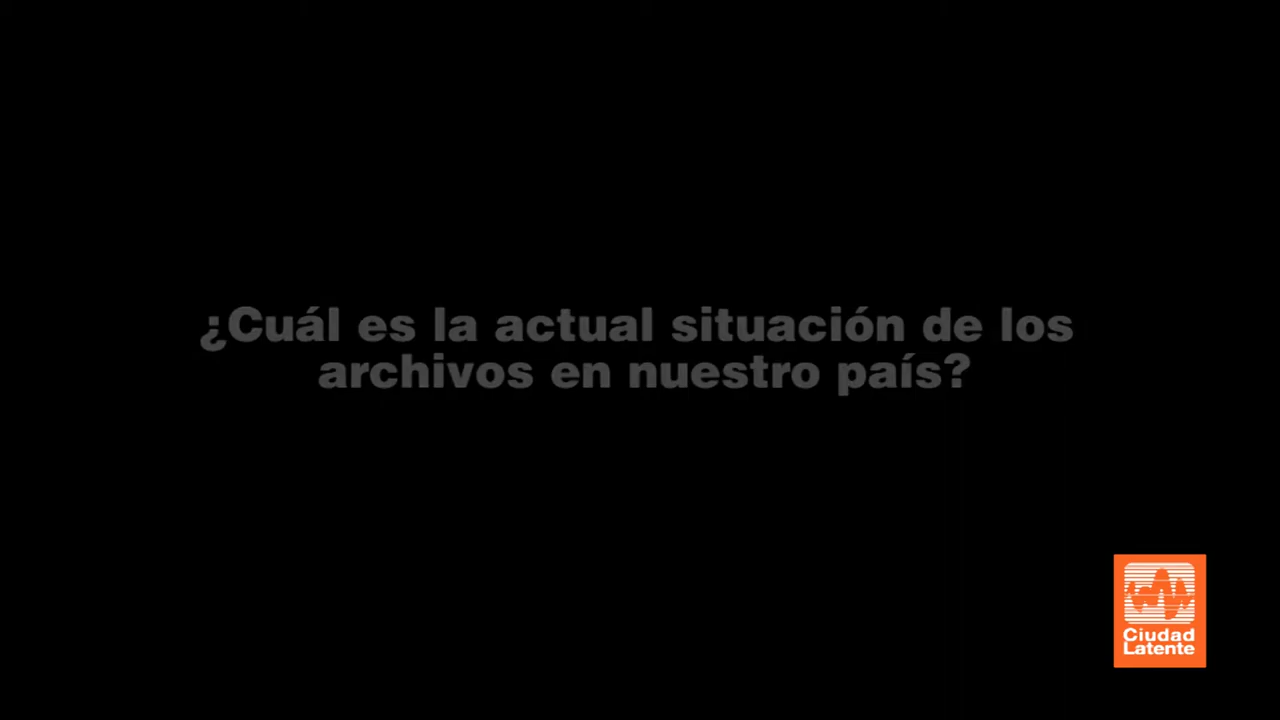 ¿Cuál es la actual situación de los
archivos en nuestro país?
Ciudad
Latente